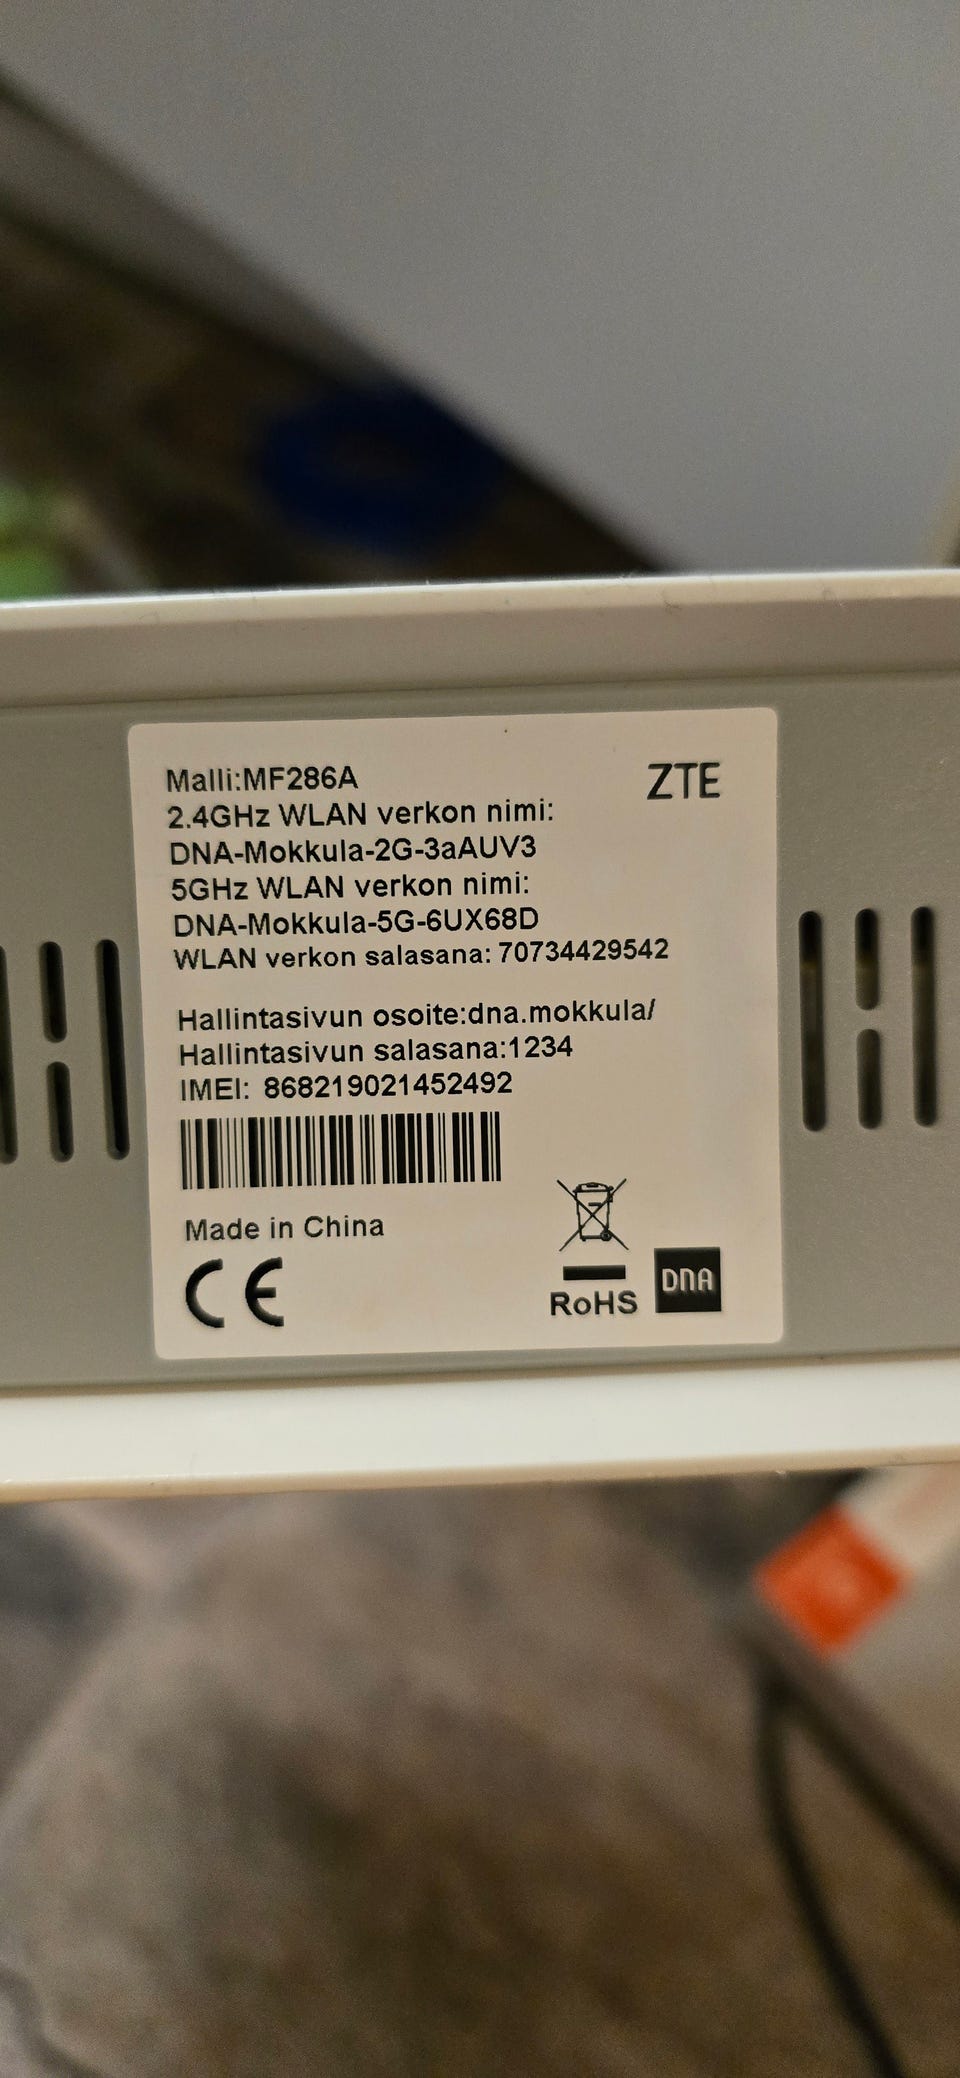 Malli:MF286A
ZTE
2.4GHz WLAN verkon nimi:
DNA-Mokkula-2G-3aAUV3
5GHz WLAN verkon nimi:
DNA-Mokkula-5G-6UX68D
WLAN verkon salasana: 70734429542
Hallintasivun osoite:dna.mokkula/
Hallintasivun salasana:1234
IMEI: 868219021452492
Made in China
CE
RoHS
DNA